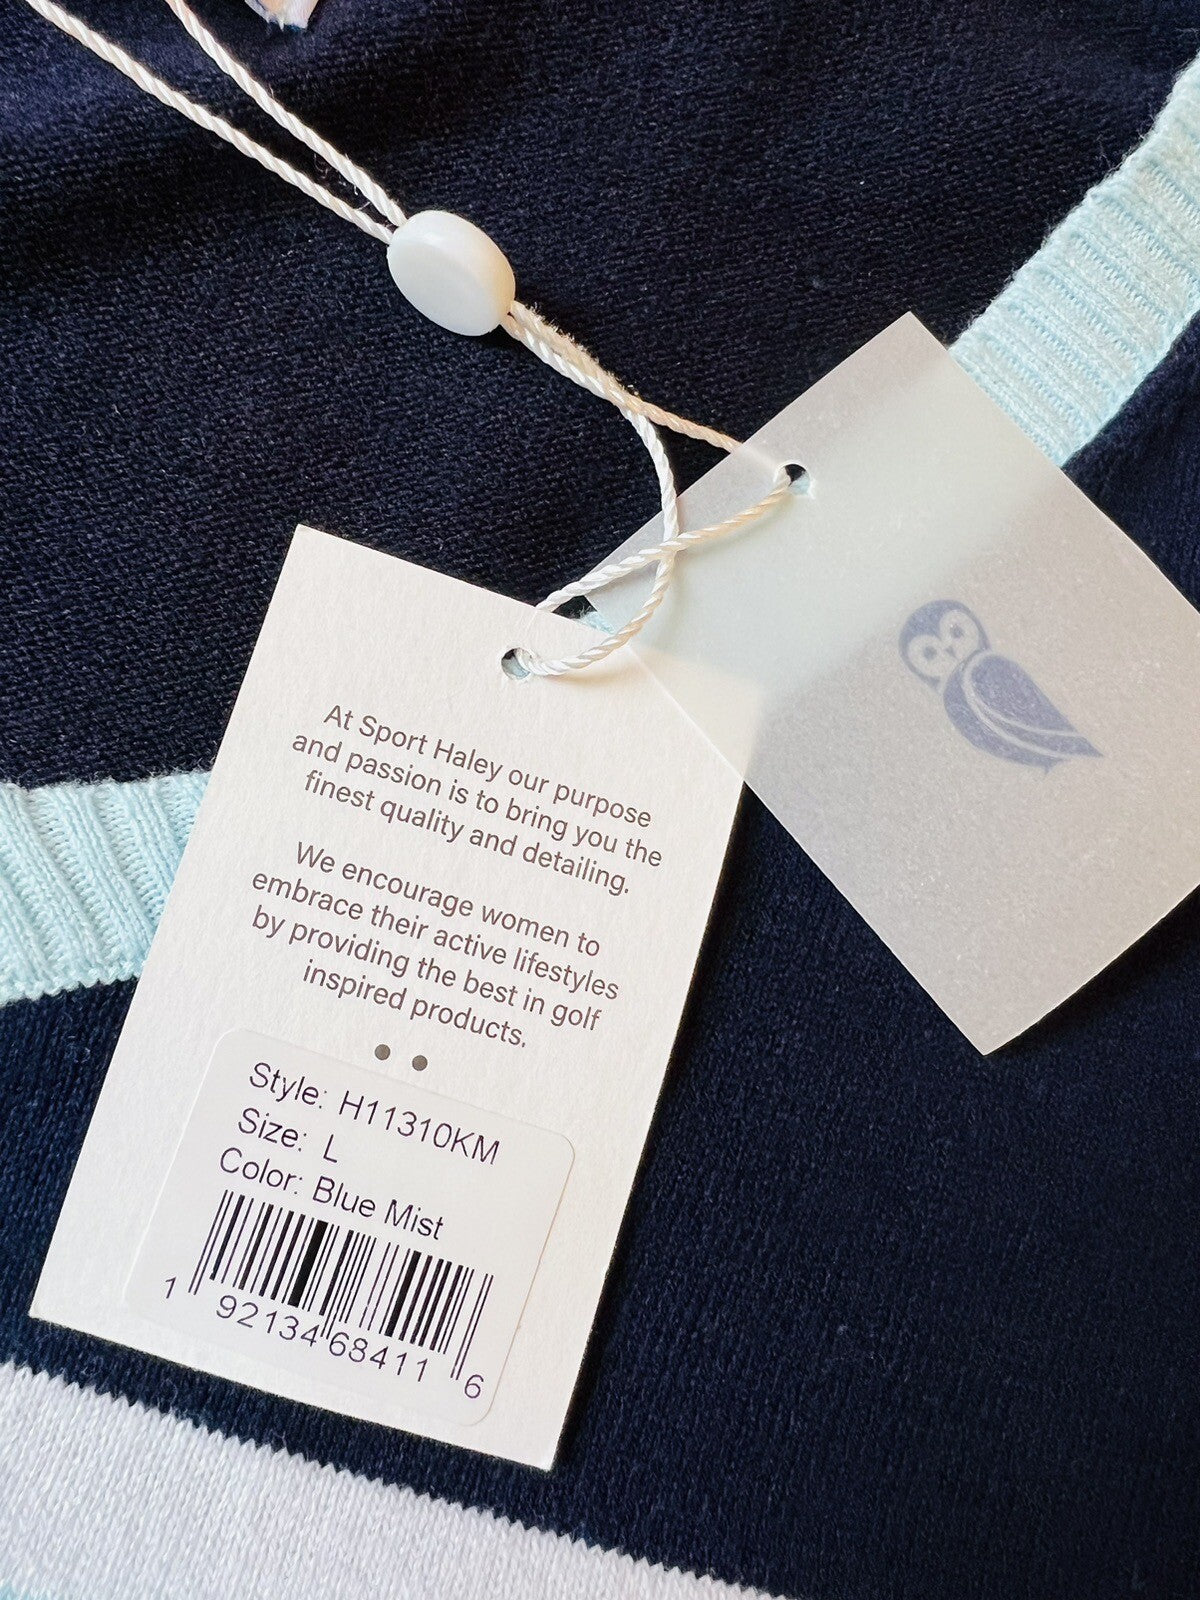 At Sport Haley our purpose
and passion is to bring you the
finest quality and detailing.
We encourage women to
embrace their active lifestyles
by providing the best in golf
inspired products.
Style: H11310KM
Size: L
Color: Blue Mist
1 92134 68411 6